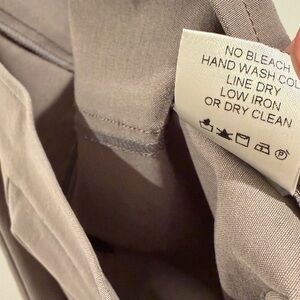 NO BLEACH
HAND WASH COL
LINE DRY
LOW IRON
OR DRY CLEAN